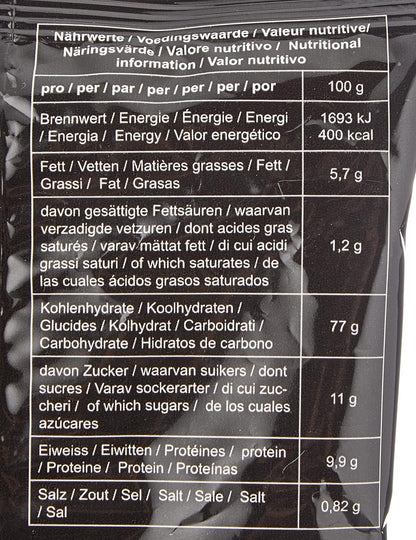 Nährwerte / Voedingswaarde / Valeur nutritive/
Näringsvärde / Valore nutritivo / Nutritional
information / Valor nutritivo
pro / per / par / per / per / per / por 100 g
Brennwert / Energie / Énergie / Energi 1693 kJ
/ Energia / Energy / Valor energético 400 kcal
Fett / Vetten / Matières grasses / Fett /
Grassi / Fat / Grasas 5,7 g
davon gesättigte Fettsäuren / waarvan
verzadigde vetzuren / dont acides gras
saturés / varav mättat fett / di cui acidi 1,2 g
grassi saturi / of which saturates / de
las cuales ácidos grasos saturados
Kohlenhydrate / Koolhydraten /
Glucides / Kolhydrat / Carboidrati / 77 g
Carbohydrate / Hidratos de carbono
davon Zucker / waarvan suikers / dont
sucres / Varav sockerarter / di cui zuc-
cheri / of which sugars / de los cuales 11 g
azúcares
Eiweiss / Eiwitten / Protéines / protein
/ Proteine / Protein / Proteínas 9,9 g
Salz / Zout / Sel / Salt / Sale / Salt 0,82 g
/ Sal